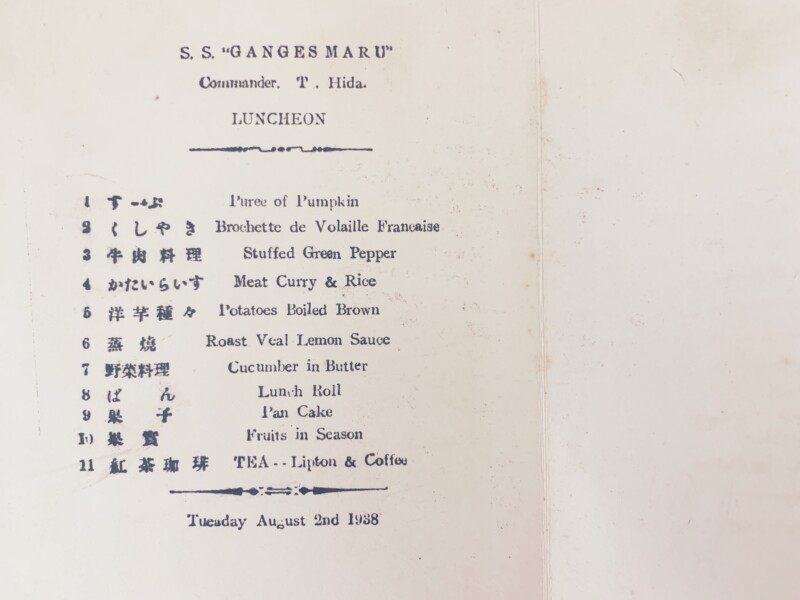 S. S. "GANGES MARU"
Commander. T. Hida.
LUNCHEON
1 すーぷ Puree of Pumpkin
2 くしやき Brochette de Volaille Francaise
3 牛肉料理 Stuffed Green Pepper
4 かたいらいす Meat Curry & Rice
5 洋芋種々 Potatoes Boiled Brown
6 蒸燒 Roast Veal Lemon Sauce
7 野菜料理 Cucumber in Butter
8 ぱん Lunch Roll
9 菓子 Pan Cake
10 果實 Fruits in Season
11 紅茶珈琲 TEA -- Lipton & Coffee
Tuesday August 2nd 1938